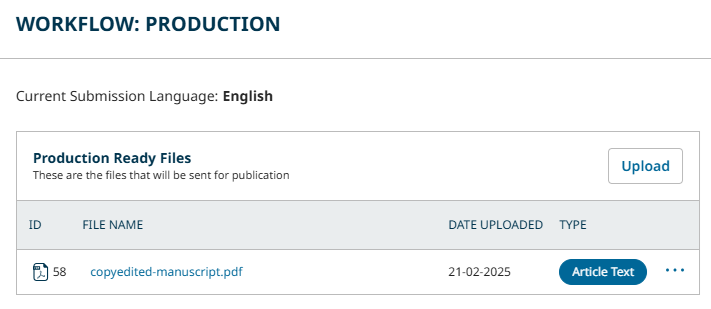 WORKFLOW: PRODUCTION
Current Submission Language: English
Production Ready Files
These are the files that will be sent for publication
Upload
ID FILE NAME DATE UPLOADED TYPE
58 copyedited-manuscript.pdf 21-02-2025 Article Text ...